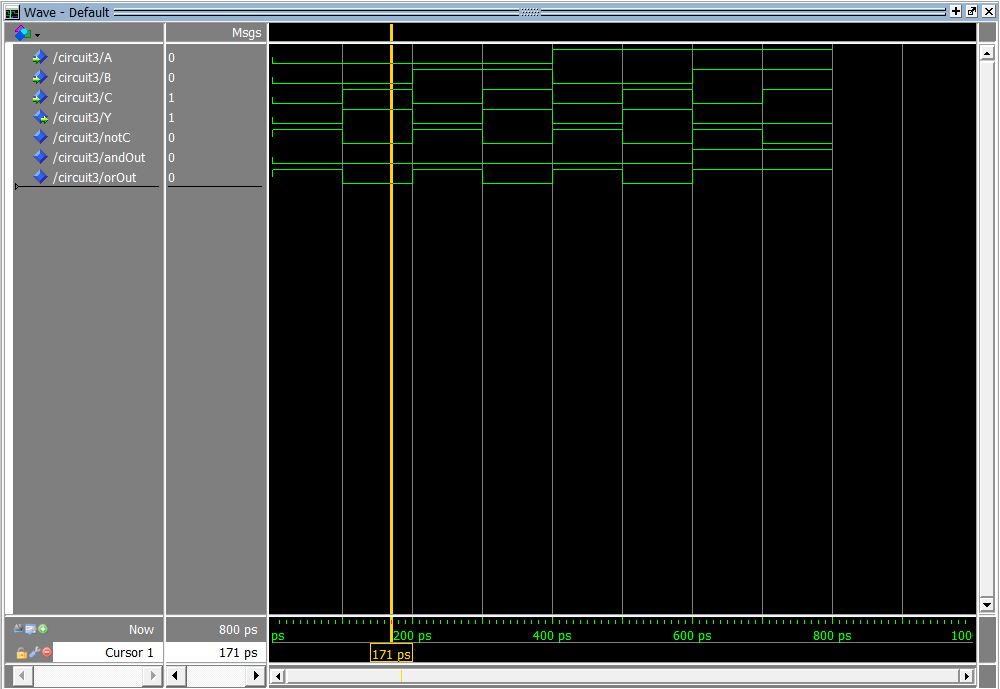 Wave - Default
Msgs
/circuit3/A 0
/circuit3/B 0
/circuit3/C 1
/circuit3/Y 1
/circuit3/notC 0
/circuit3/andOut 0
/circuit3/orOut 0
Now 800 ps ps 200 ps 400 ps 600 ps 800 ps 100
Cursor 1 171 ps 171 ps